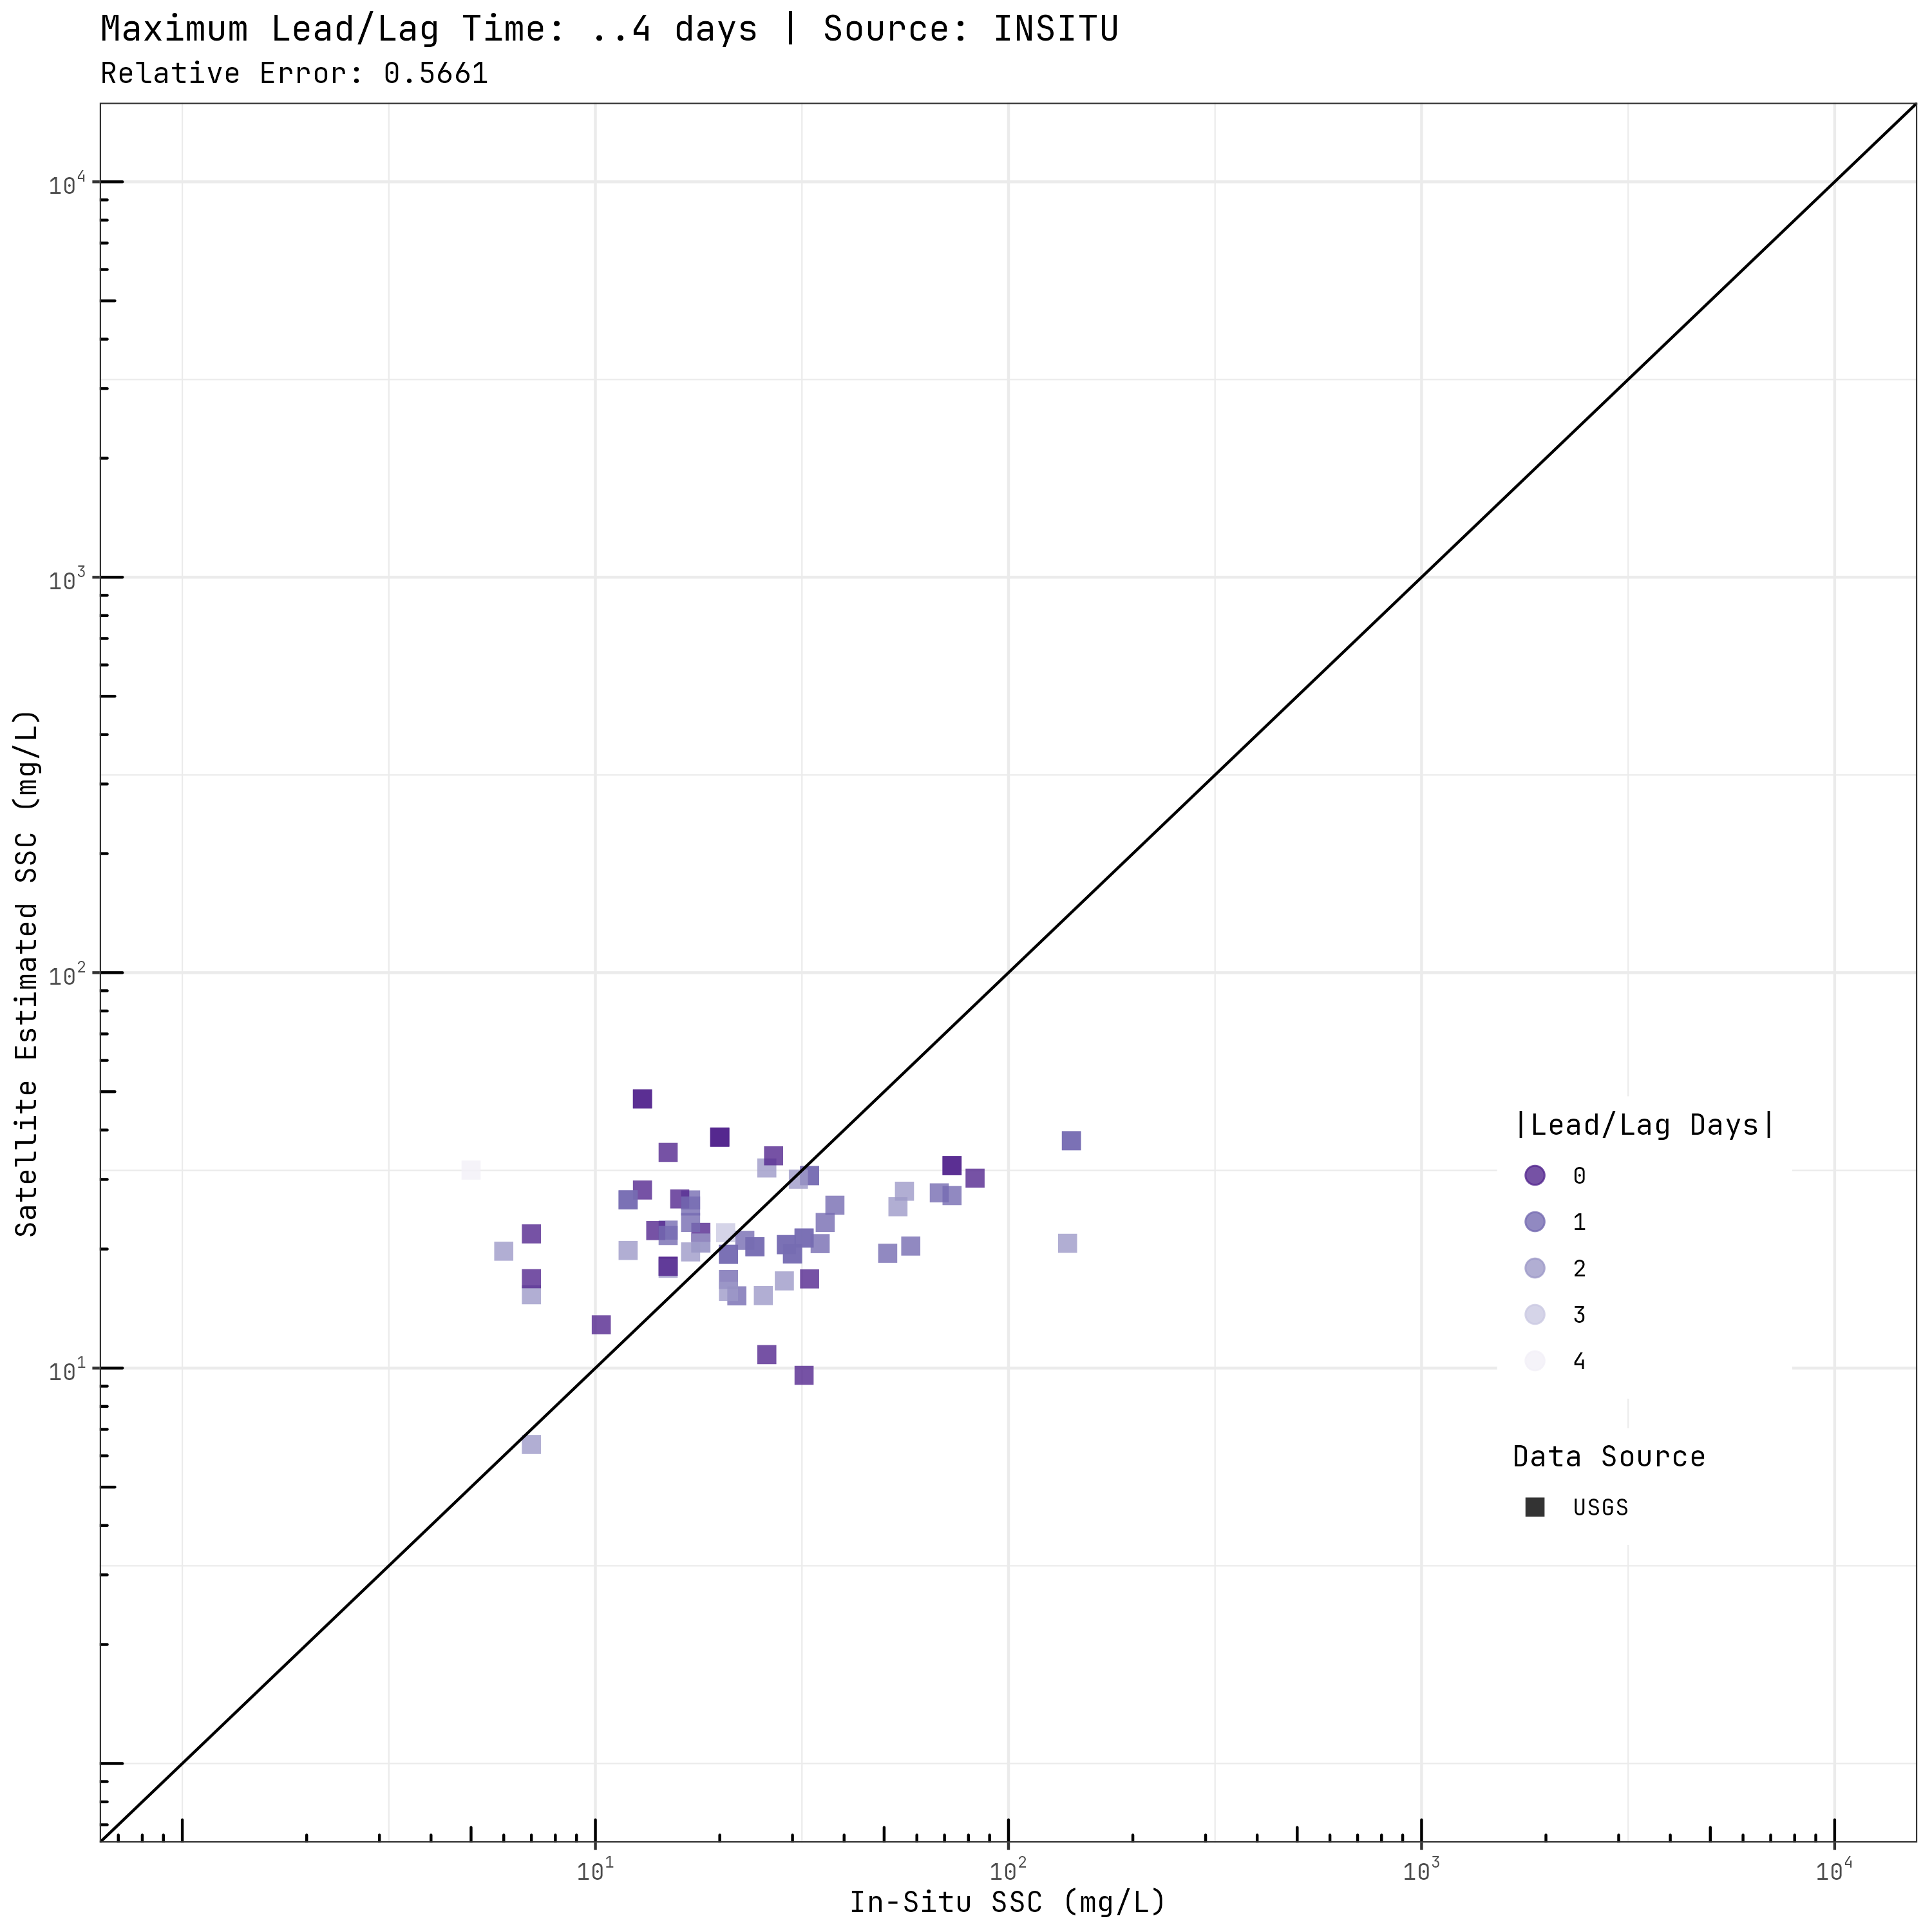 Maximum Lead/Lag Time: ..4 days | Source: INSITU
Relative Error: 0.5661
10⁴
10³
10²
10¹
Satellite Estimated SSC (mg/L)
|Lead/Lag Days|
0
1
2
3
4
Data Source
USGS
10¹ 10² 10³ 10⁴
In-Situ SSC (mg/L)